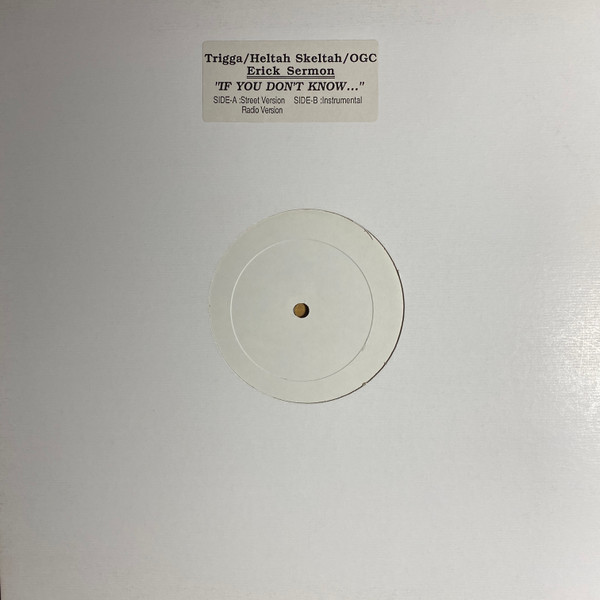 Trigga/Heltah Skeltah/OGC
Erick Sermon
"IF YOU DON'T KNOW..."
SIDE-A :Street Version SIDE-B :Instrumental
Radio Version